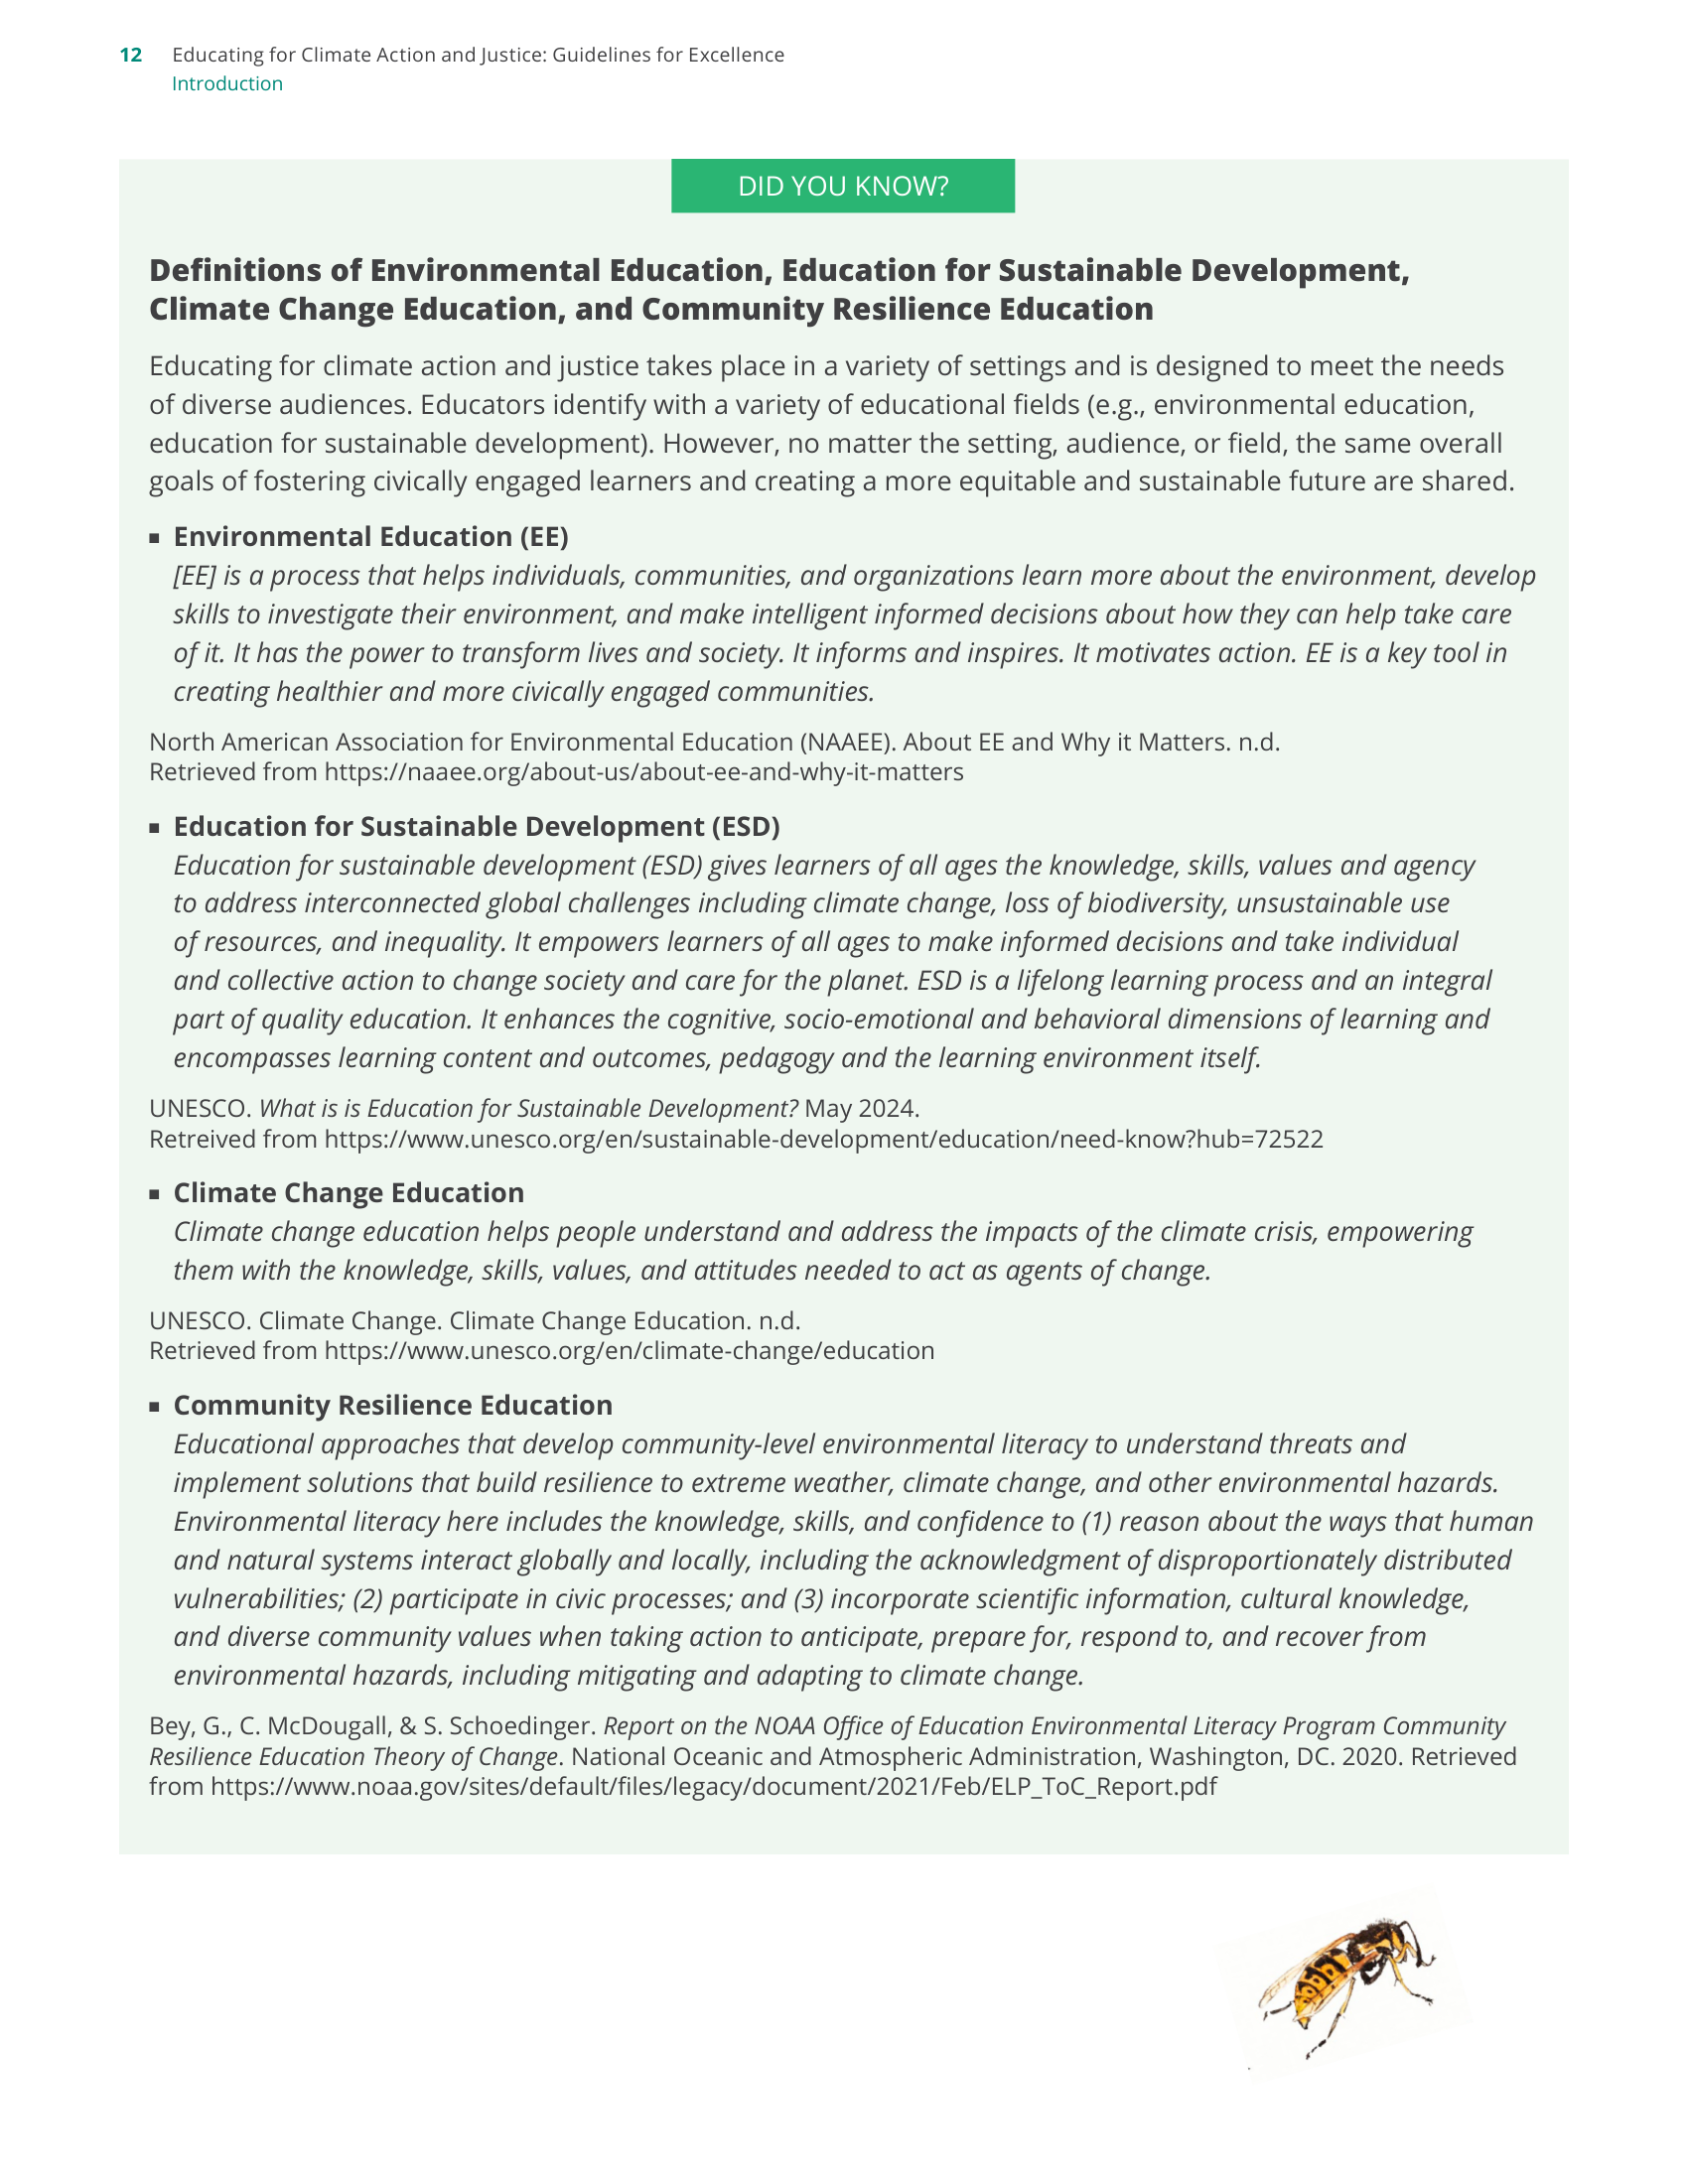 12 Educating for Climate Action and Justice: Guidelines for Excellence
Introduction
DID YOU KNOW?
Definitions of Environmental Education, Education for Sustainable Development,
Climate Change Education, and Community Resilience Education
Educating for climate action and justice takes place in a variety of settings and is designed to meet the needs
of diverse audiences. Educators identify with a variety of educational fields (e.g., environmental education,
education for sustainable development). However, no matter the setting, audience, or field, the same overall
goals of fostering civically engaged learners and creating a more equitable and sustainable future are shared.
▪ Environmental Education (EE)
[EE] is a process that helps individuals, communities, and organizations learn more about the environment, develop
skills to investigate their environment, and make intelligent informed decisions about how they can help take care
of it. It has the power to transform lives and society. It informs and inspires. It motivates action. EE is a key tool in
creating healthier and more civically engaged communities.
North American Association for Environmental Education (NAAEE). About EE and Why it Matters. n.d.
Retrieved from https://naaee.org/about-us/about-ee-and-why-it-matters
▪ Education for Sustainable Development (ESD)
Education for sustainable development (ESD) gives learners of all ages the knowledge, skills, values and agency
to address interconnected global challenges including climate change, loss of biodiversity, unsustainable use
of resources, and inequality. It empowers learners of all ages to make informed decisions and take individual
and collective action to change society and care for the planet. ESD is a lifelong learning process and an integral
part of quality education. It enhances the cognitive, socio-emotional and behavioral dimensions of learning and
encompasses learning content and outcomes, pedagogy and the learning environment itself.
UNESCO. What is is Education for Sustainable Development? May 2024.
Retreived from https://www.unesco.org/en/sustainable-development/education/need-know?hub=72522
▪ Climate Change Education
Climate change education helps people understand and address the impacts of the climate crisis, empowering
them with the knowledge, skills, values, and attitudes needed to act as agents of change.
UNESCO. Climate Change. Climate Change Education. n.d.
Retrieved from https://www.unesco.org/en/climate-change/education
▪ Community Resilience Education
Educational approaches that develop community-level environmental literacy to understand threats and
implement solutions that build resilience to extreme weather, climate change, and other environmental hazards.
Environmental literacy here includes the knowledge, skills, and confidence to (1) reason about the ways that human
and natural systems interact globally and locally, including the acknowledgment of disproportionately distributed
vulnerabilities; (2) participate in civic processes; and (3) incorporate scientific information, cultural knowledge,
and diverse community values when taking action to anticipate, prepare for, respond to, and recover from
environmental hazards, including mitigating and adapting to climate change.
Bey, G., C. McDougall, & S. Schoedinger. Report on the NOAA Office of Education Environmental Literacy Program Community
Resilience Education Theory of Change. National Oceanic and Atmospheric Administration, Washington, DC. 2020. Retrieved
from https://www.noaa.gov/sites/default/files/legacy/document/2021/Feb/ELP_ToC_Report.pdf